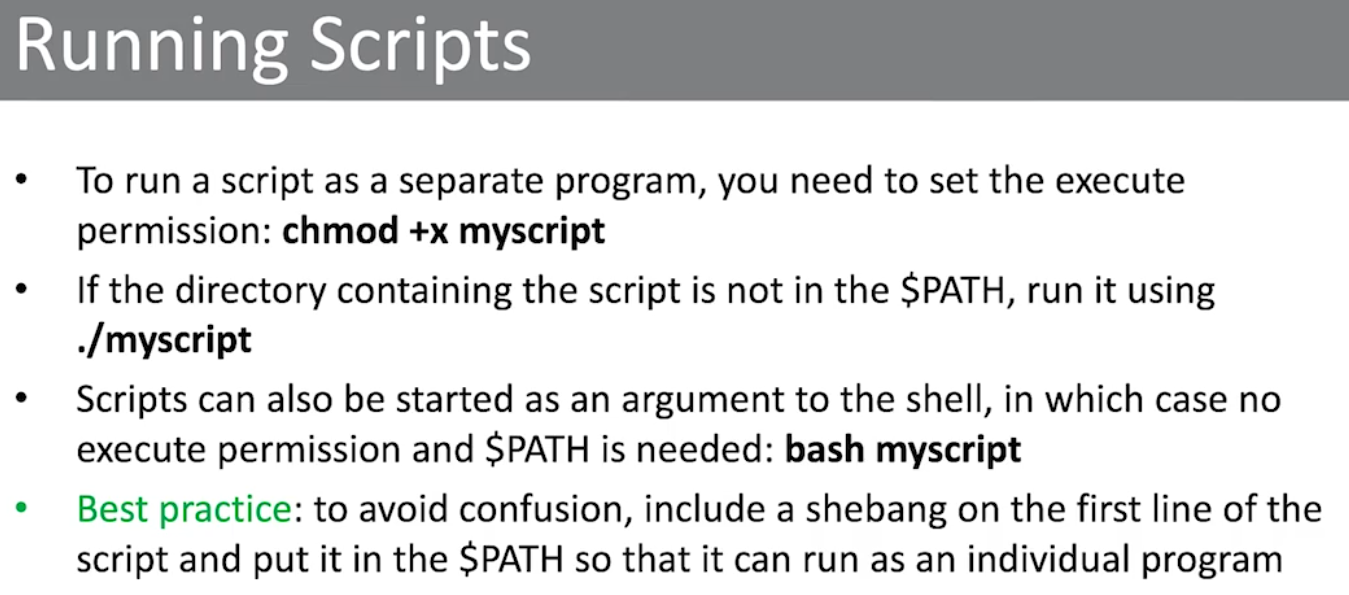 Running Scripts
• To run a script as a separate program, you need to set the execute
permission: chmod +x myscript
• If the directory containing the script is not in the $PATH, run it using
./myscript
• Scripts can also be started as an argument to the shell, in which case no
execute permission and $PATH is needed: bash myscript
• Best practice: to avoid confusion, include a shebang on the first line of the
script and put it in the $PATH so that it can run as an individual program